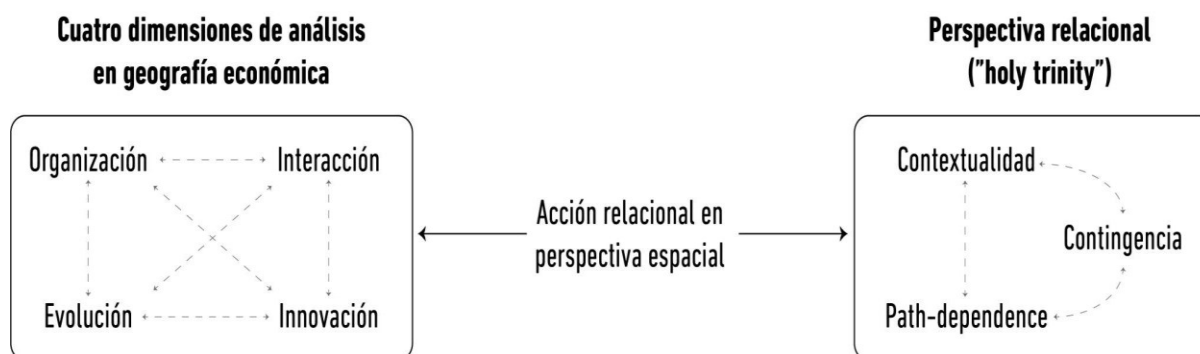 Cuatro dimensiones de análisis
en geografía económica
Organización
Interacción
Evolución
Innovación
Acción relacional en
perspectiva espacial
Perspectiva relacional
("holy trinity")
Contextualidad
Contingencia
Path-dependence